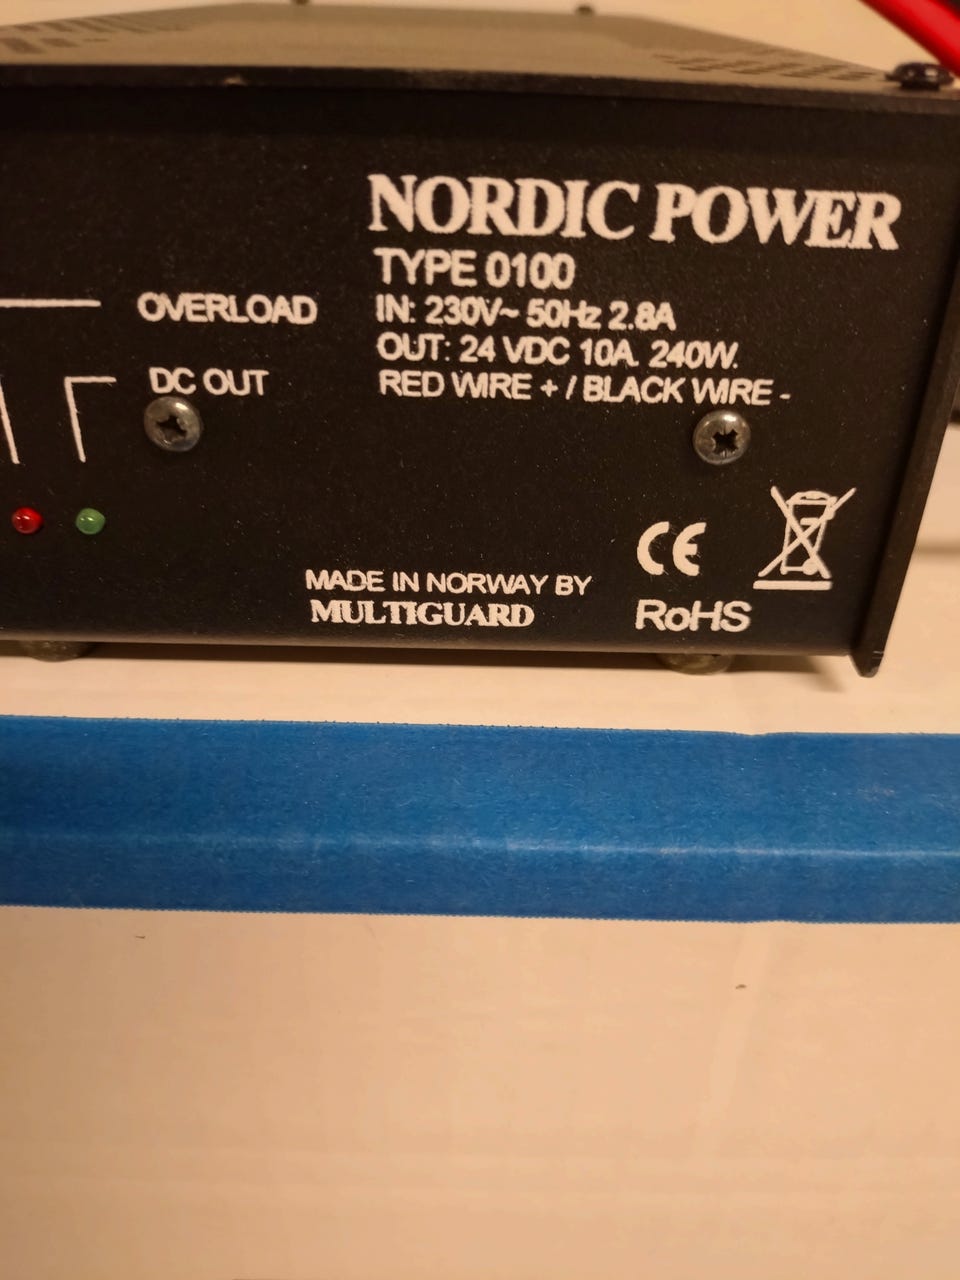 NORDIC POWER
TYPE 0100
IN: 230V~ 50Hz 2.8A
OUT: 24 VDC 10A. 240W.
RED WIRE + / BLACK WIRE -
OVERLOAD
DC OUT
CE
MADE IN NORWAY BY
MULTIGUARD
RoHS